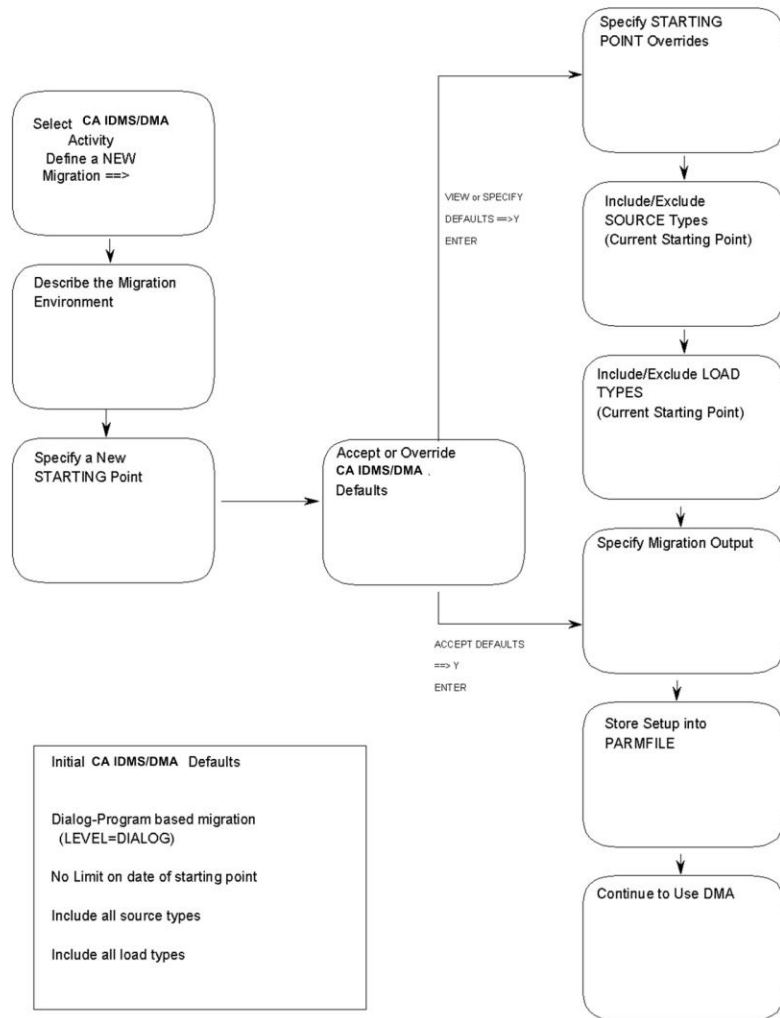 Select CA IDMS/DMA
Activity
Define a NEW
Migration ==>
Describe the Migration
Environment
Specify a New
STARTING Point
Accept or Override
CA IDMS/DMA .
Defaults
VIEW or SPECIFY
DEFAULTS ==>Y
ENTER
ACCEPT DEFAULTS
==> Y
ENTER
Specify STARTING
POINT Overrides
Include/Exclude
SOURCE Types
(Current Starting Point)
Include/Exclude LOAD
TYPES
(Current Starting Point)
Specify Migration Output
Store Setup into
PARMFILE
Continue to Use DMA
Initial CA IDMS/DMA Defaults
Dialog-Program based migration
(LEVEL=DIALOG)
No Limit on date of starting point
Include all source types
Include all load types